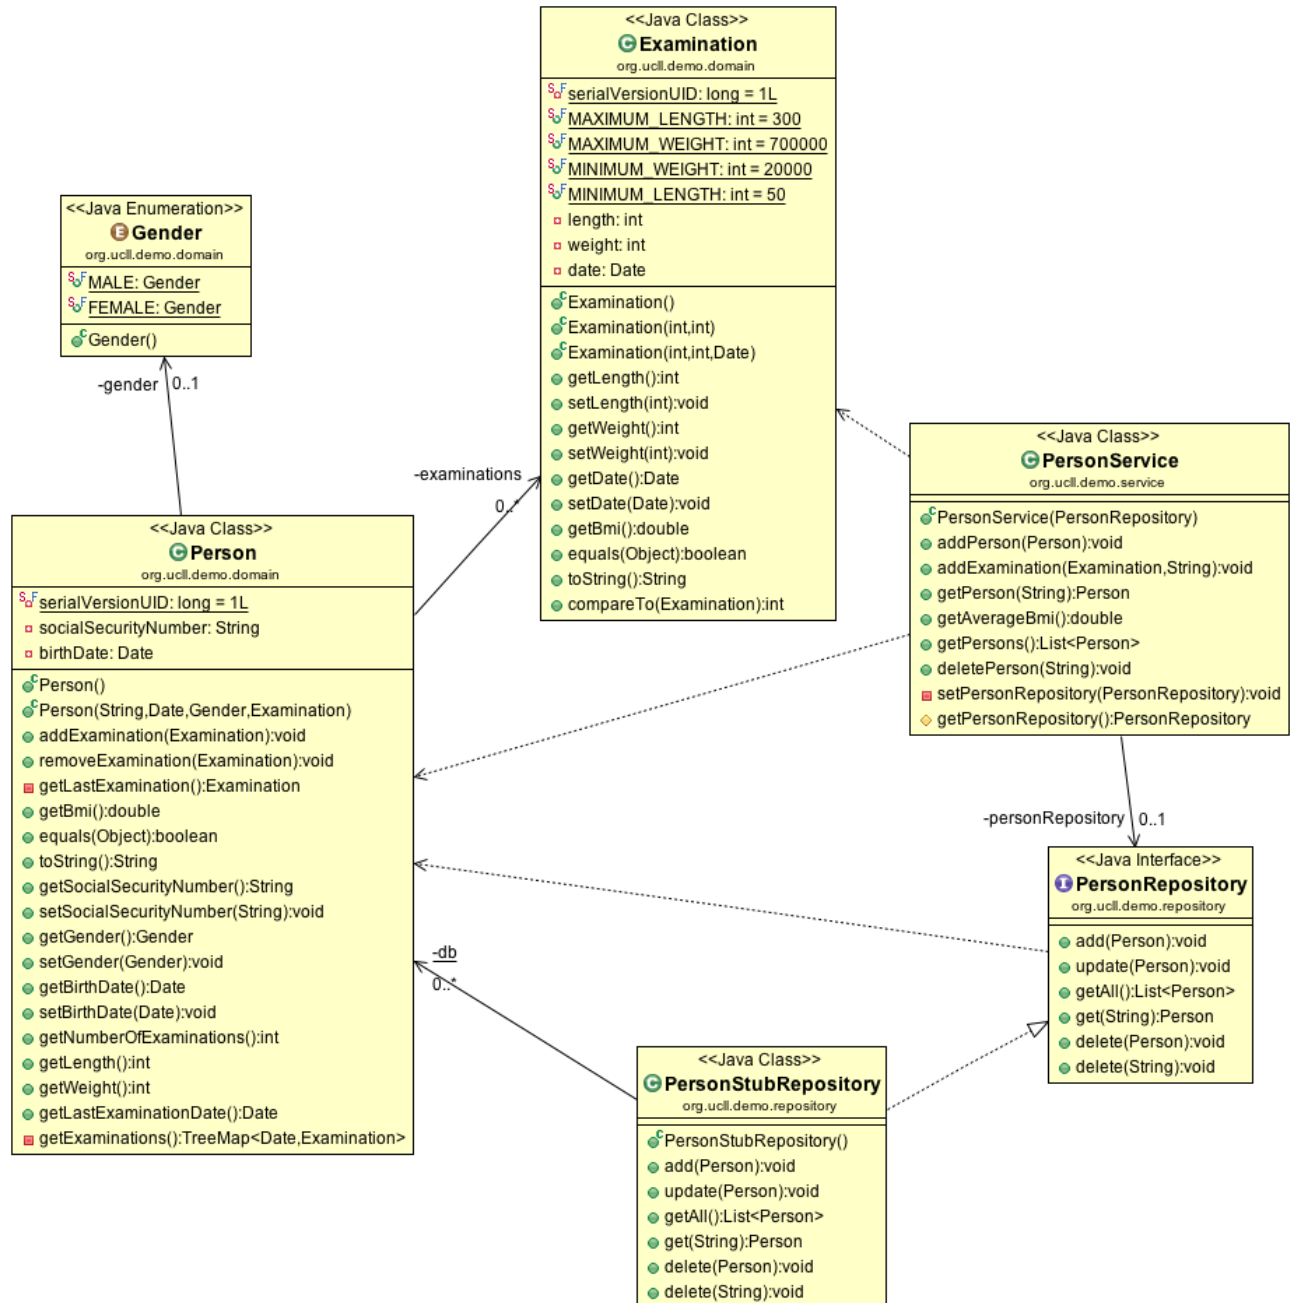 <<Java Class>>
Examination
org.ucll.demo.domain
serialVersionUID: long = 1L
MAXIMUM_LENGTH: int = 300
MAXIMUM_WEIGHT: int = 700000
MINIMUM_WEIGHT: int = 20000
MINIMUM_LENGTH: int = 50
length: int
weight: int
date: Date
Examination()
Examination(int,int)
Examination(int,int,Date)
getLength():int
setLength(int):void
getWeight():int
setWeight(int):void
getDate():Date
setDate(Date):void
getBmi():double
equals(Object):boolean
toString():String
compareTo(Examination):int
<<Java Enumeration>>
Gender
org.ucll.demo.domain
MALE: Gender
FEMALE: Gender
Gender()
-gender
0..1
-examinations
0..*
<<Java Class>>
PersonService
org.ucll.demo.service
PersonService(PersonRepository)
addPerson(Person):void
addExamination(Examination,String):void
getPerson(String):Person
getAverageBmi():double
getPersons():List<Person>
deletePerson(String):void
setPersonRepository(PersonRepository):void
getPersonRepository():PersonRepository
<<Java Class>>
Person
org.ucll.demo.domain
serialVersionUID: long = 1L
socialSecurityNumber: String
birthDate: Date
Person()
Person(String,Date,Gender,Examination)
addExamination(Examination):void
removeExamination(Examination):void
getLastExamination():Examination
getBmi():double
equals(Object):boolean
toString():String
getSocialSecurityNumber():String
setSocialSecurityNumber(String):void
getGender():Gender
setGender(Gender):void
getBirthDate():Date
setBirthDate(Date):void
getNumberOfExaminations():int
getLength():int
getWeight():int
getLastExaminationDate():Date
getExaminations():TreeMap<Date,Examination>
-personRepository
0..1
<<Java Interface>>
PersonRepository
org.ucll.demo.repository
add(Person):void
update(Person):void
getAll():List<Person>
get(String):Person
delete(Person):void
delete(String):void
-db
0..*
<<Java Class>>
PersonStubRepository
org.ucll.demo.repository
PersonStubRepository()
add(Person):void
update(Person):void
getAll():List<Person>
get(String):Person
delete(Person):void
delete(String):void